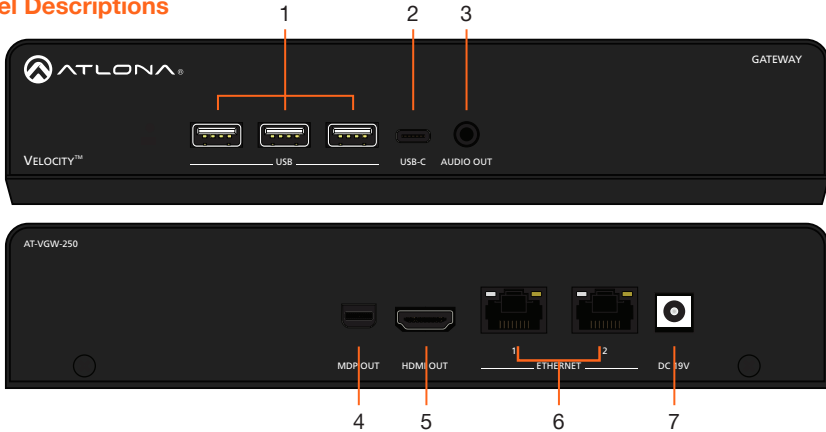 el Descriptions
1 2 3
ATLONA®
GATEWAY
VELOCITY™
USB
USB-C
AUDIO OUT
AT-VGW-250
1 2
MDP OUT
HDMI OUT
ETHERNET
DC 19V
4 5 6 7